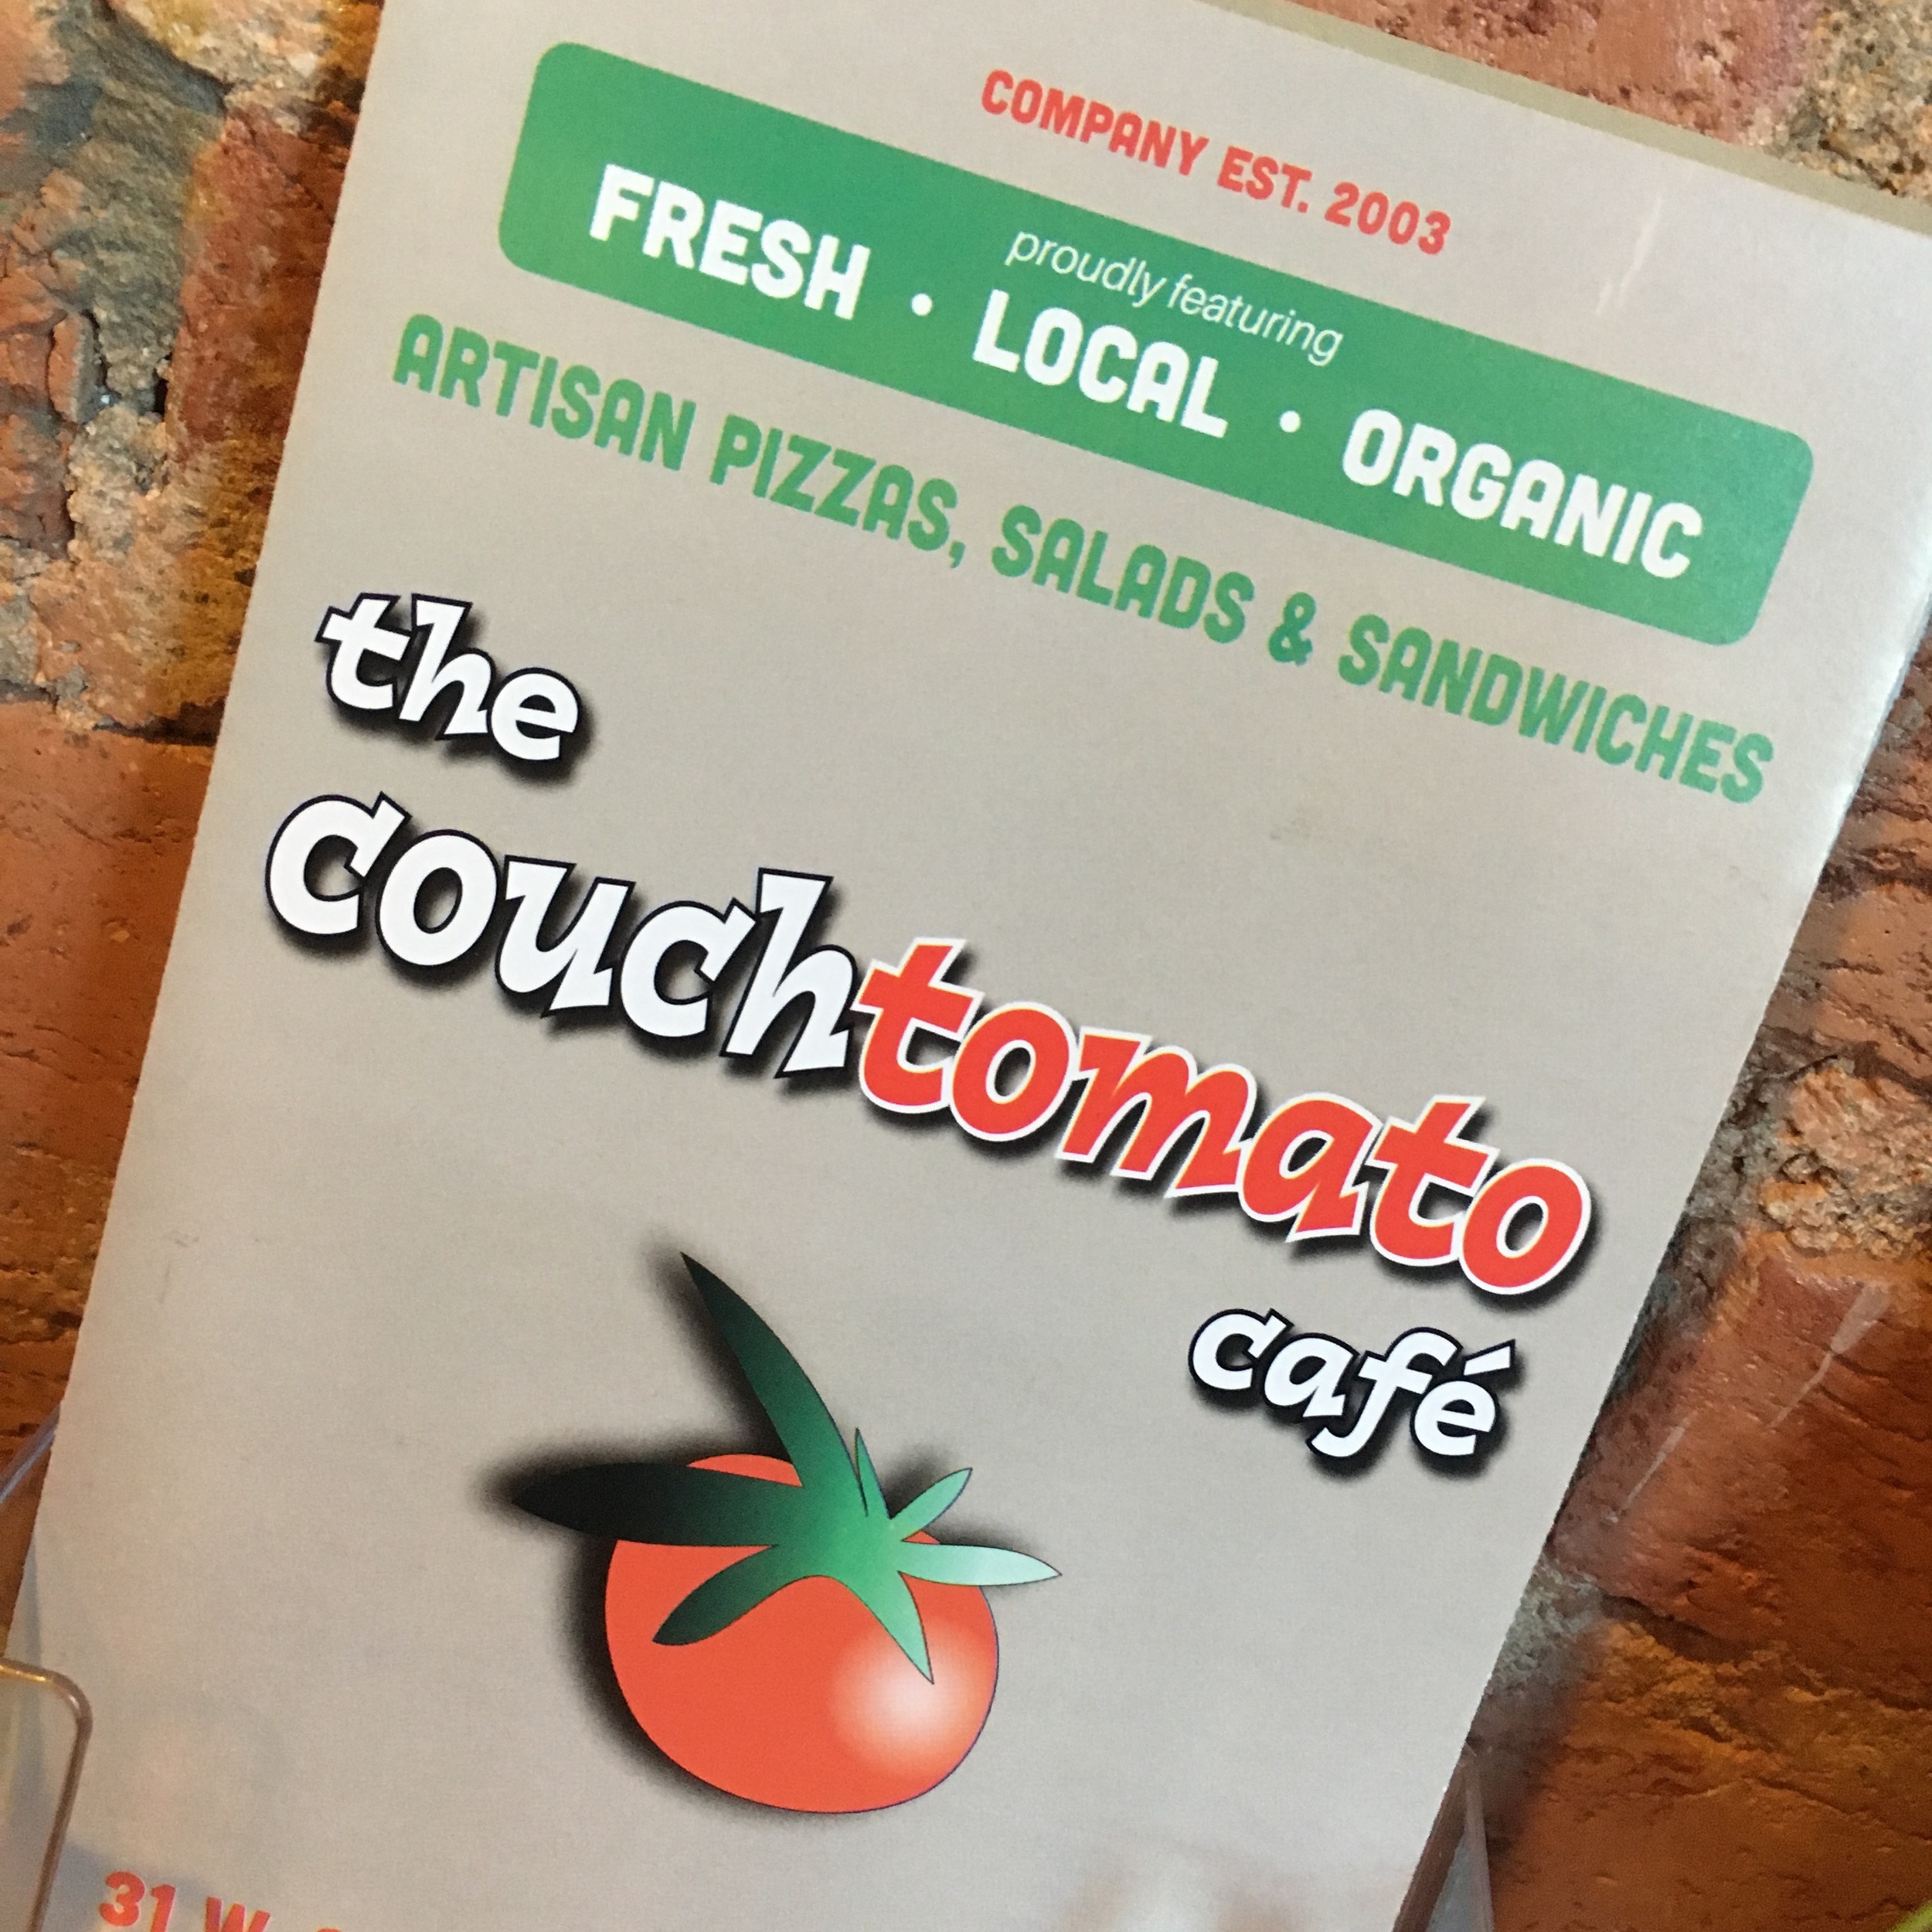 COMPANY EST. 2003
proudly featuring
FRESH • LOCAL • ORGANIC
ARTISAN PIZZAS, SALADS & SANDWICHES
the
couchtomato
café
31 W.